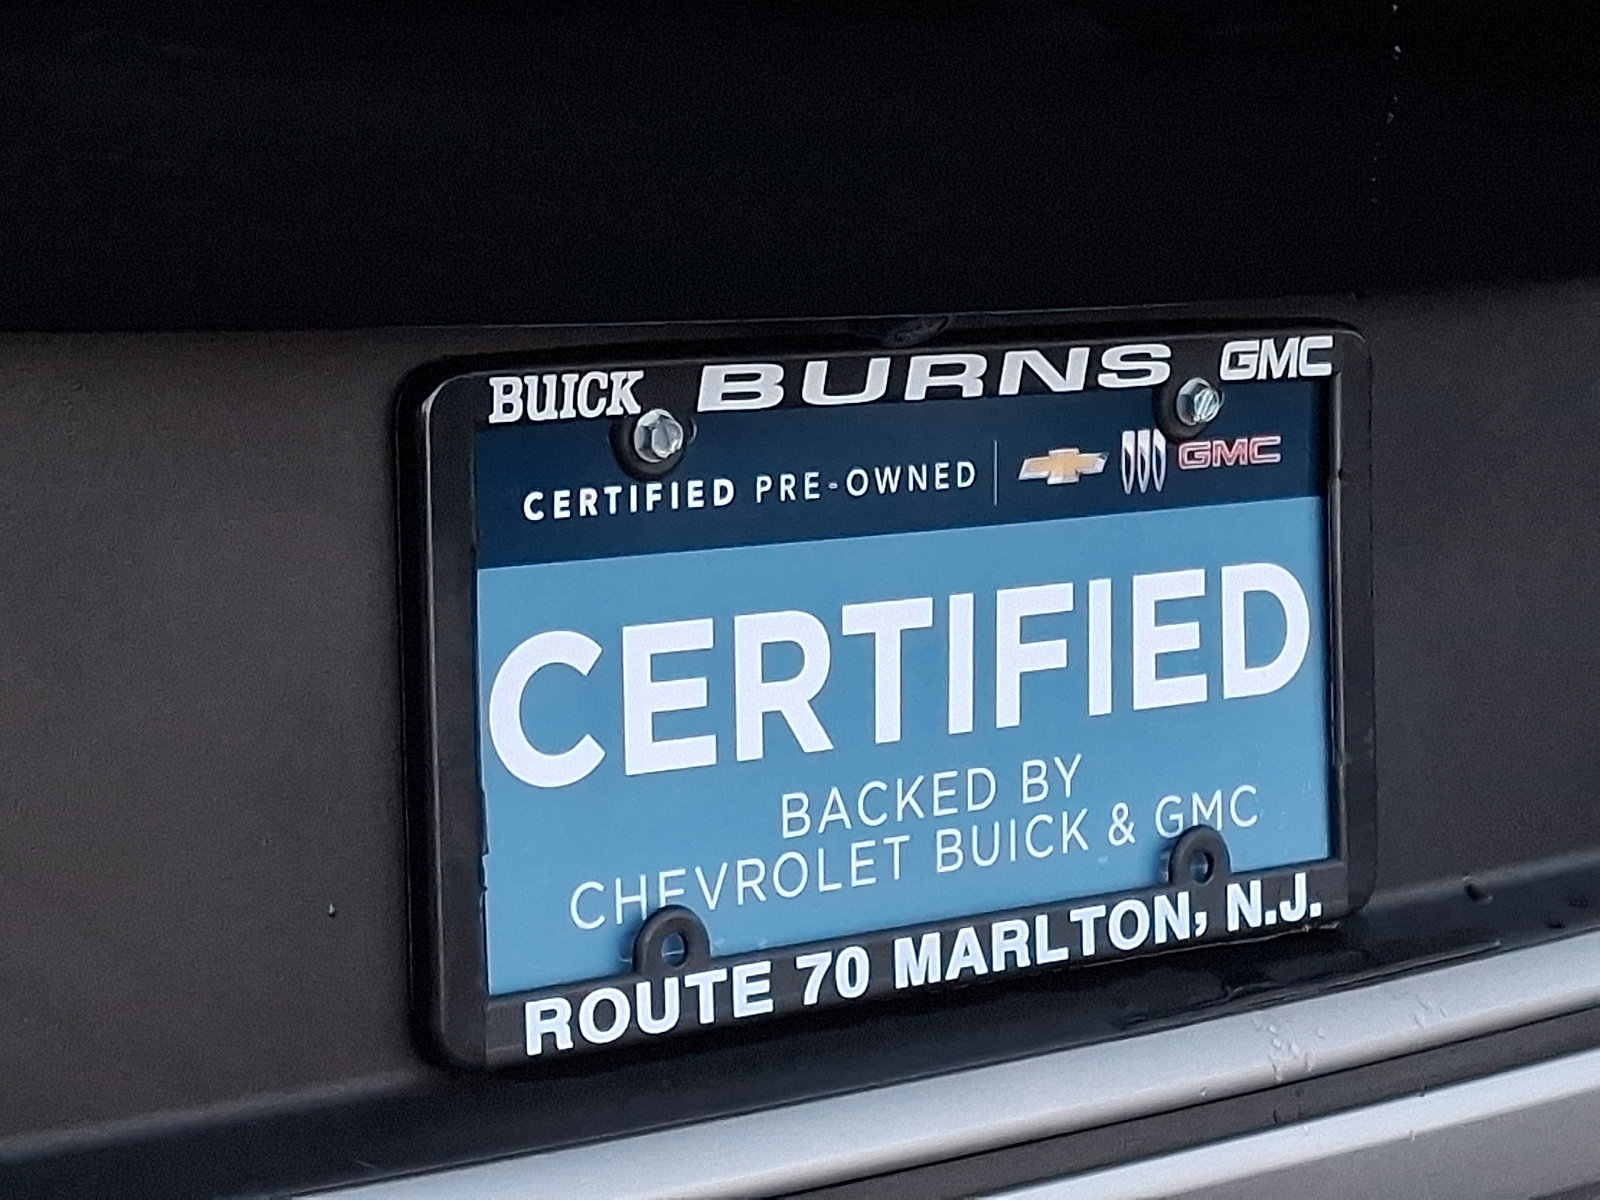 BUICK BURNS GMC
CERTIFIED PRE-OWNED GMC
CERTIFIED
BACKED BY
CHEVROLET BUICK & GMC
ROUTE 70 MARLTON, N.J.